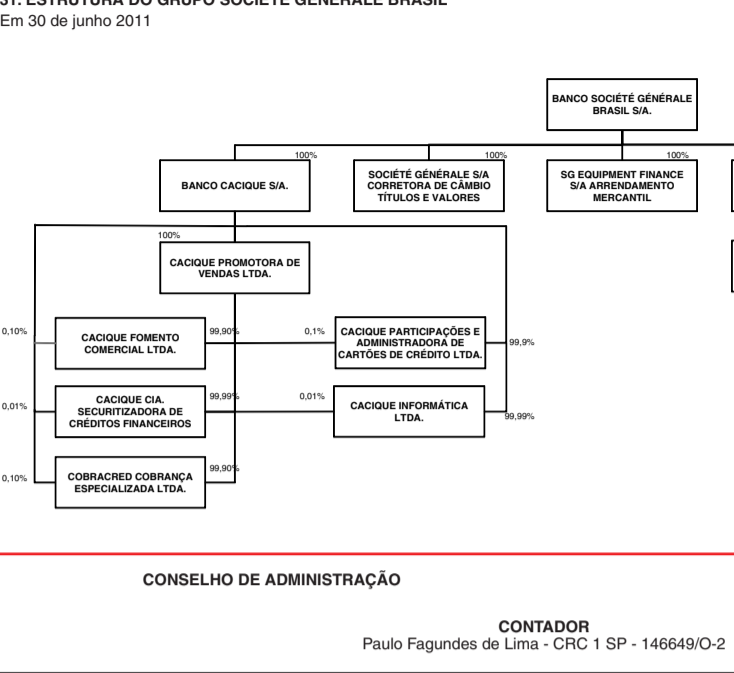 31. ESTRUTURA DO GRUPO SOCIÉTÉ GÉNÉRALE BRASIL
Em 30 de junho 2011
BANCO SOCIÉTÉ GÉNÉRALE
BRASIL S/A.
100%
100%
100%
BANCO CACIQUE S/A.
SOCIÉTÉ GÉNÉRALE S/A
CORRETORA DE CÂMBIO
TÍTULOS E VALORES
SG EQUIPMENT FINANCE
S/A ARRENDAMENTO
MERCANTIL
100%
CACIQUE PROMOTORA DE
VENDAS LTDA.
0,10%
CACIQUE FOMENTO
COMERCIAL LTDA.
99,90%
0,1%
CACIQUE PARTICIPAÇÕES E
ADMINISTRADORA DE
CARTÕES DE CRÉDITO LTDA.
99,9%
0,01%
CACIQUE CIA.
SECURITIZADORA DE
CRÉDITOS FINANCEIROS
99,99%
0,01%
CACIQUE INFORMÁTICA
LTDA.
99,99%
0,10%
COBRACRED COBRANÇA
ESPECIALIZADA LTDA.
99,90%
CONSELHO DE ADMINISTRAÇÃO
CONTADOR
Paulo Fagundes de Lima - CRC 1 SP - 146649/O-2